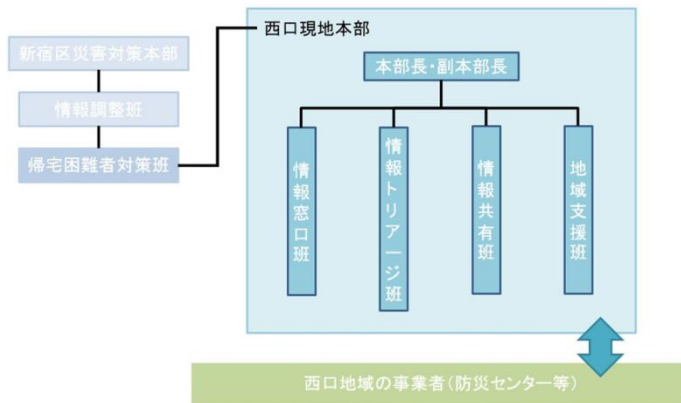 新宿区災害対策本部
情報調整班
帰宅困難者対策班
西口現地本部
本部長・副本部長
情報窓口班
情報トリアージ班
情報共有班
地域支援班
西口地域の事業者(防災センター等)